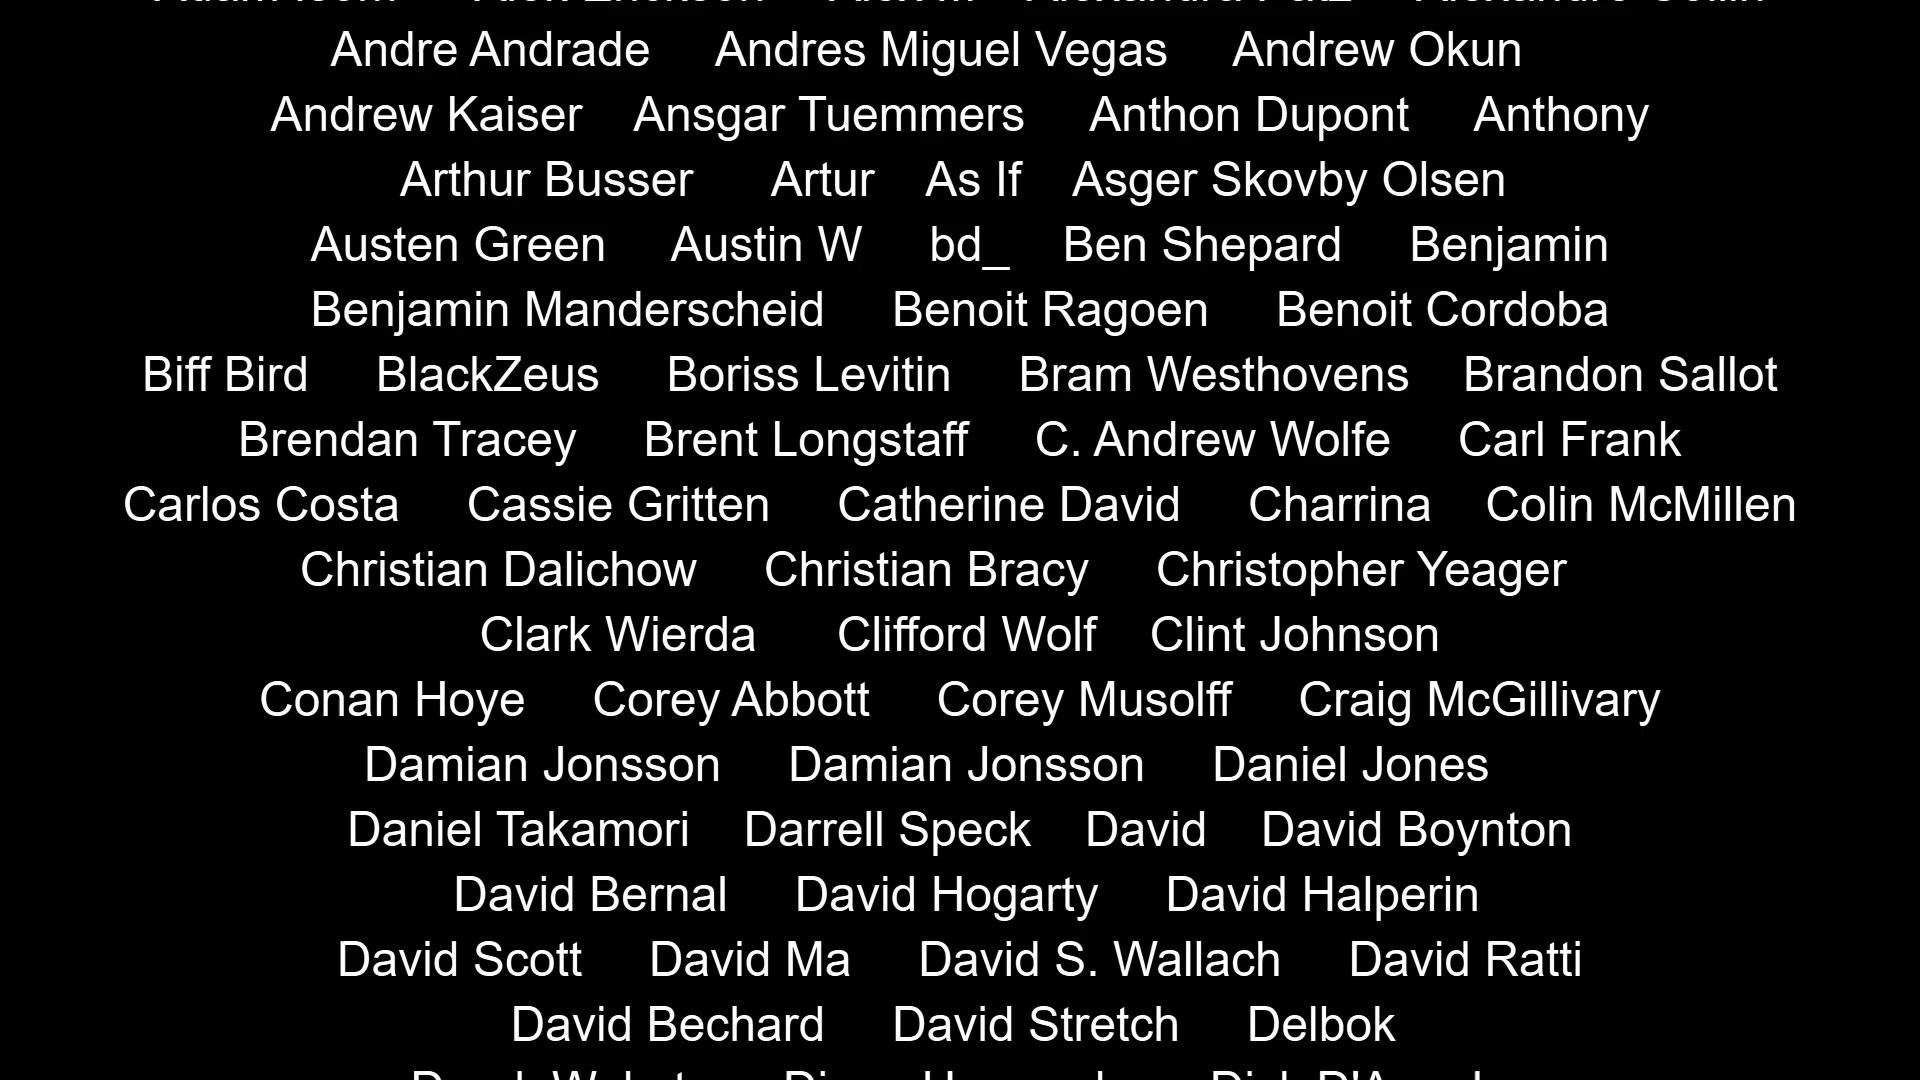 Andre Andrade Andres Miguel Vegas Andrew Okun
Andrew Kaiser Ansgar Tuemmers Anthon Dupont Anthony
Arthur Busser Artur As If Asger Skovby Olsen
Austen Green Austin W bd_ Ben Shepard Benjamin
Benjamin Manderscheid Benoit Ragoen Benoit Cordoba
Biff Bird BlackZeus Boriss Levitin Bram Westhovens Brandon Sallot
Brendan Tracey Brent Longstaff C. Andrew Wolfe Carl Frank
Carlos Costa Cassie Gritten Catherine David Charrina Colin McMillen
Christian Dalichow Christian Bracy Christopher Yeager
Clark Wierda Clifford Wolf Clint Johnson
Conan Hoye Corey Abbott Corey Musolff Craig McGillivary
Damian Jonsson Damian Jonsson Daniel Jones
Daniel Takamori Darrell Speck David David Boynton
David Bernal David Hogarty David Halperin
David Scott David Ma David S. Wallach David Ratti
David Bechard David Stretch Delbok